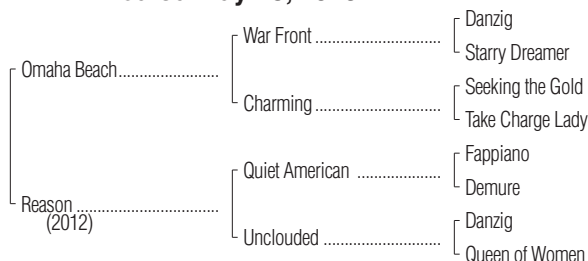 Danzig
War Front
Starry Dreamer
Omaha Beach
Seeking the Gold
Charming
Take Charge Lady
Fappiano
Quiet American
Demure
Reason
(2012)
Danzig
Unclouded
Queen of Women